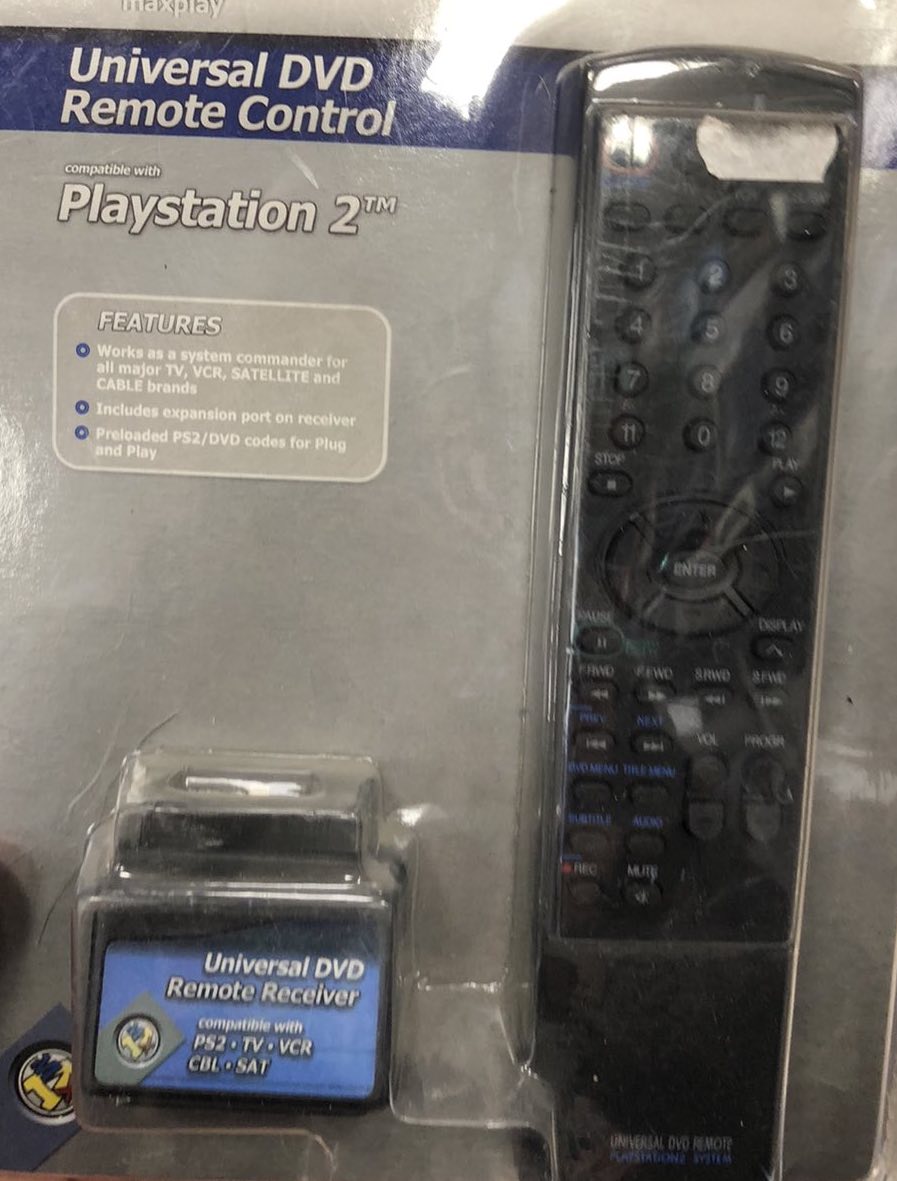 maxplay
Universal DVD
Remote Control
compatible with
Playstation 2™
FEATURES
Works as a system commander for
all major TV, VCR, SATELLITE and
CABLE brands
Includes expansion port on receiver
Preloaded PS2/DVD codes for Plug
and Play
1 2 3
4 5 6
7 8 9
11 0 12
STOP PLAY
ENTER
PAUSE DISPLAY
F.RWD F.FWD S.RWD S.FWD
PREV NEXT VOL PROGR
DVD MENU TITLE MENU
SUBTITLE AUDIO
REC MUTE
Universal DVD
Remote Receiver
compatible with
PS2 • TV • VCR
CBL • SAT
UNIVERSAL DVD REMOTE
PLAYSTATION2 SYSTEM